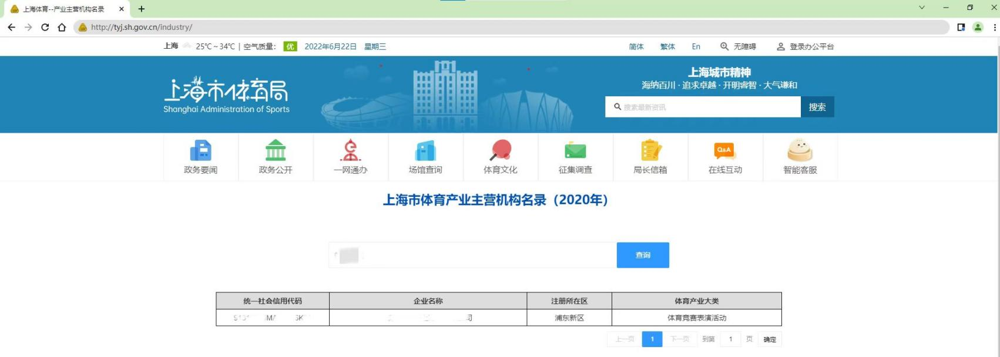 上海体育--产业主营机构名录
http://tyj.sh.gov.cn/industry/
上海 25℃~34℃ | 空气质量： 优 2022年6月22日 星期三 简体 繁体 En 无障碍 登录办公平台
上海市体育局
Shanghai Administration of Sports
上海城市精神
海纳百川 · 追求卓越 · 开明睿智 · 大气谦和
搜索最新资讯 搜索
Q&A
政务要闻 政务公开 一网通办 场馆查询 体育文化 征集调查 局长信箱 在线互动 智能客服
上海市体育产业主营机构名录（2020年）
查询
统一社会信用代码 企业名称 注册所在区 体育产业大类
司 浦东新区 体育竞赛表演活动
上一页 1 下一页 到第 1 页 确定